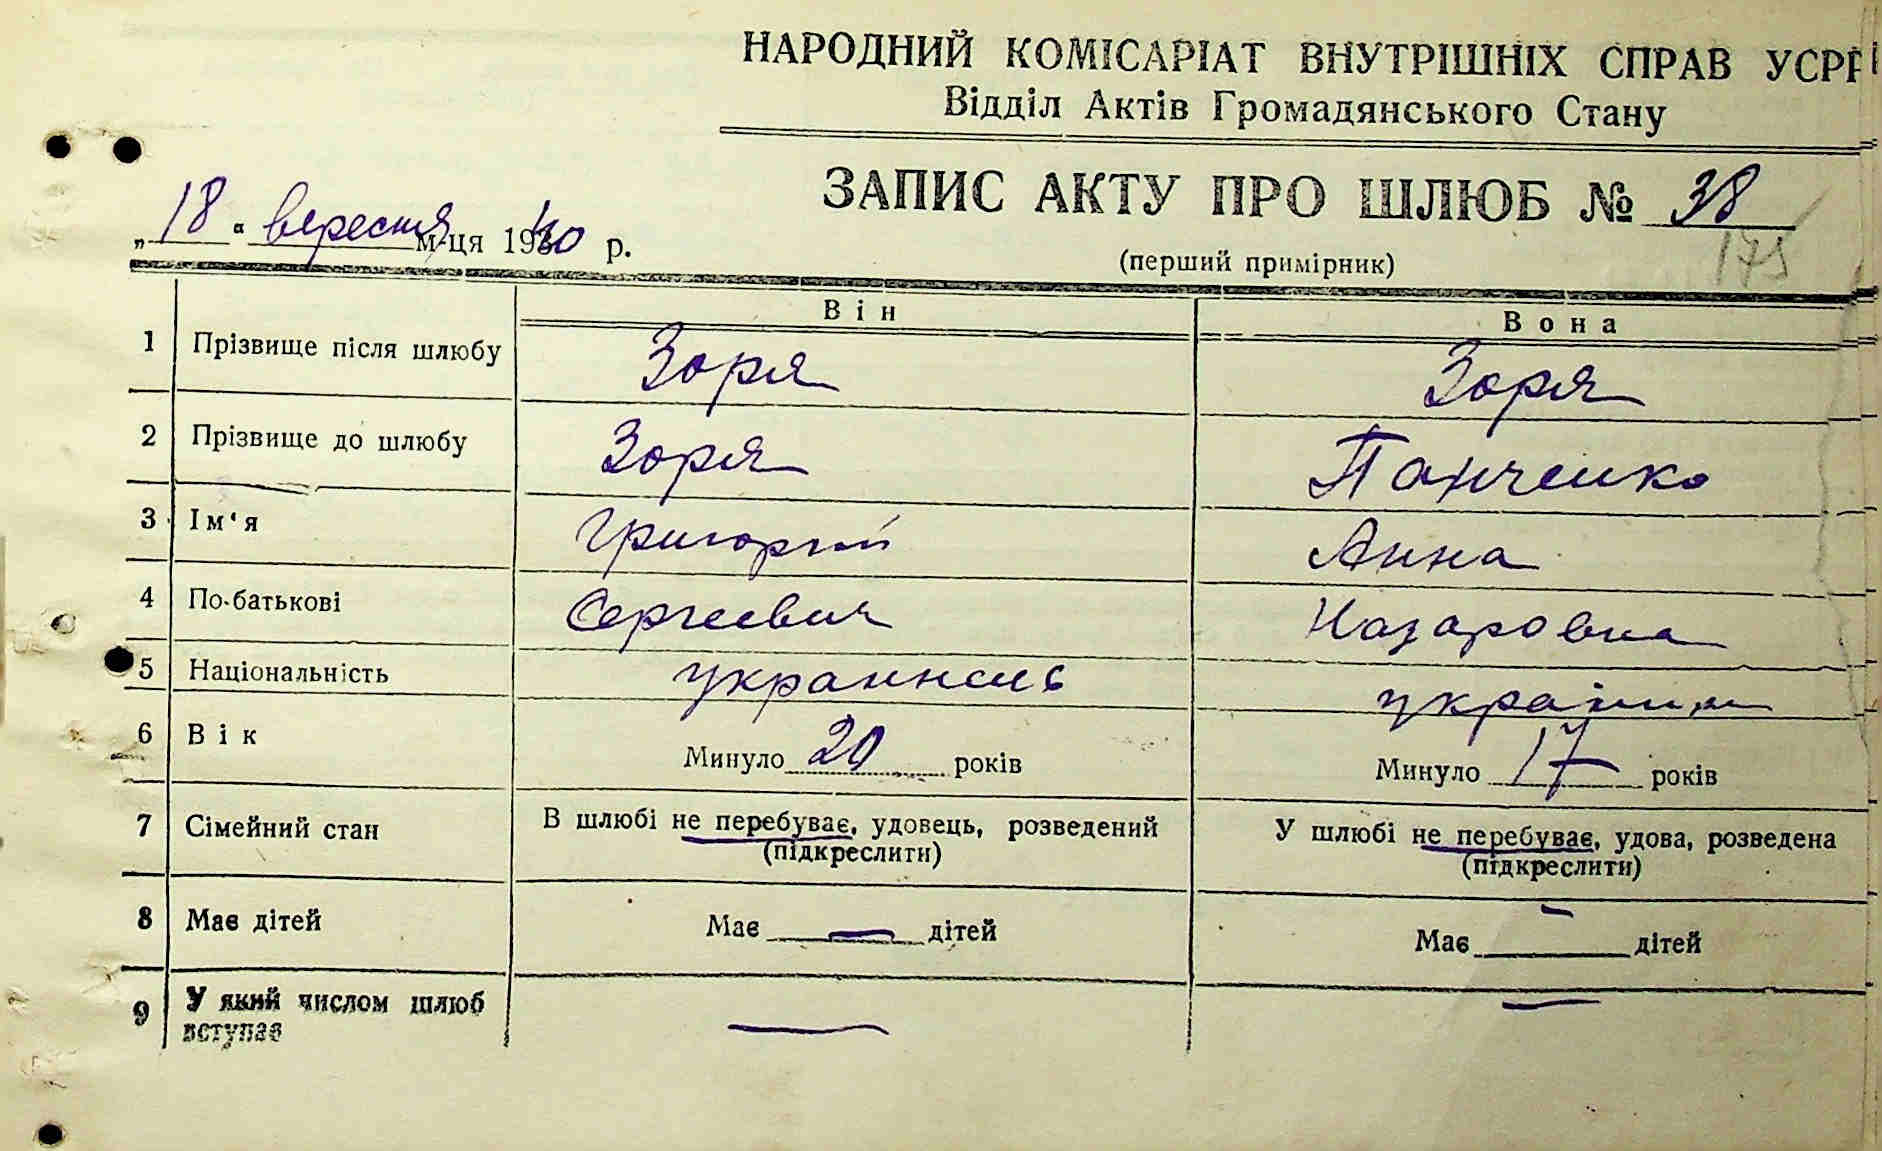 НАРОДНИЙ КОМІСАРІАТ ВНУТРІШНІХ СПРАВ УСРР
Відділ Актів Громадянського Стану
ЗАПИС АКТУ ПРО ШЛЮБ № 38
„18" вересня м-ця 1940 р.
(перший примірник)
175
Він Вона
1 Прізвище після шлюбу Зоря Зоря
2 Прізвище до шлюбу Зоря Панченко
3 Ім'я Григорий Анна
4 По-батькові Сергеевич Назаровна
5 Національність украинець
6 Вік Минуло 20 років Минуло 17 років
7 Сімейний стан В шлюбі не перебуває, удовець, розведений У шлюбі не перебуває, удова, розведена
(підкреслити) (підкреслити)
8 Має дітей Має — дітей Має — дітей
9 У який числом шлюб — —
вступає